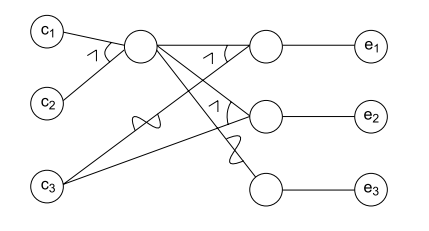 c₁
e₁
∧
∧
c₂
∧
e₂
c₃
e₃